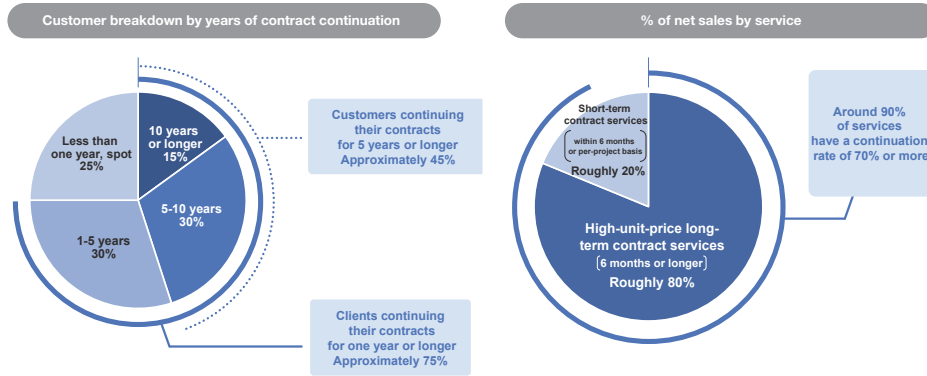 Customer breakdown by years of contract continuation
10 years
or longer
15%
5-10 years
30%
1-5 years
30%
Less than
one year, spot
25%
Customers continuing
their contracts
for 5 years or longer
Approximately 45%
Clients continuing
their contracts
for one year or longer
Approximately 75%
% of net sales by service
Short-term
contract services
within 6 months
or per-project basis
Roughly 20%
High-unit-price long-
term contract services
[6 months or longer]
Roughly 80%
Around 90%
of services
have a continuation
rate of 70% or more